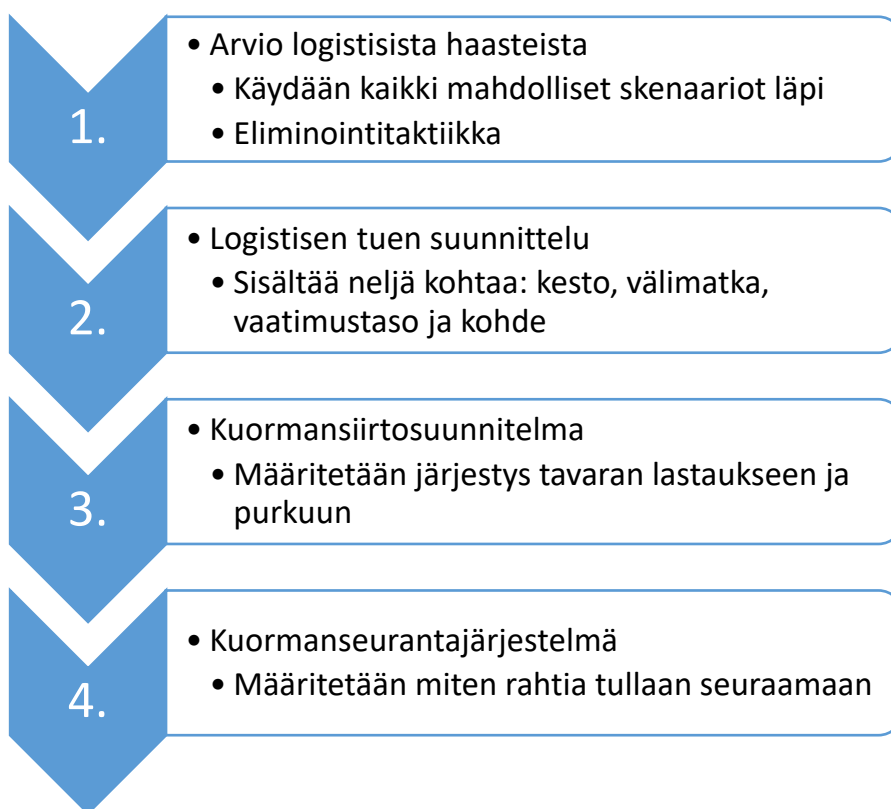 1.
• Arvio logistisista haasteista
• Käydään kaikki mahdolliset skenaariot läpi
• Eliminointitaktiikka
2.
• Logistisen tuen suunnittelu
• Sisältää neljä kohtaa: kesto, välimatka,
vaatimustaso ja kohde
3.
• Kuormansiirtosuunnitelma
• Määritetään järjestys tavaran lastaukseen ja
purkuun
4.
• Kuormanseurantajärjestelmä
• Määritetään miten rahtia tullaan seuraamaan